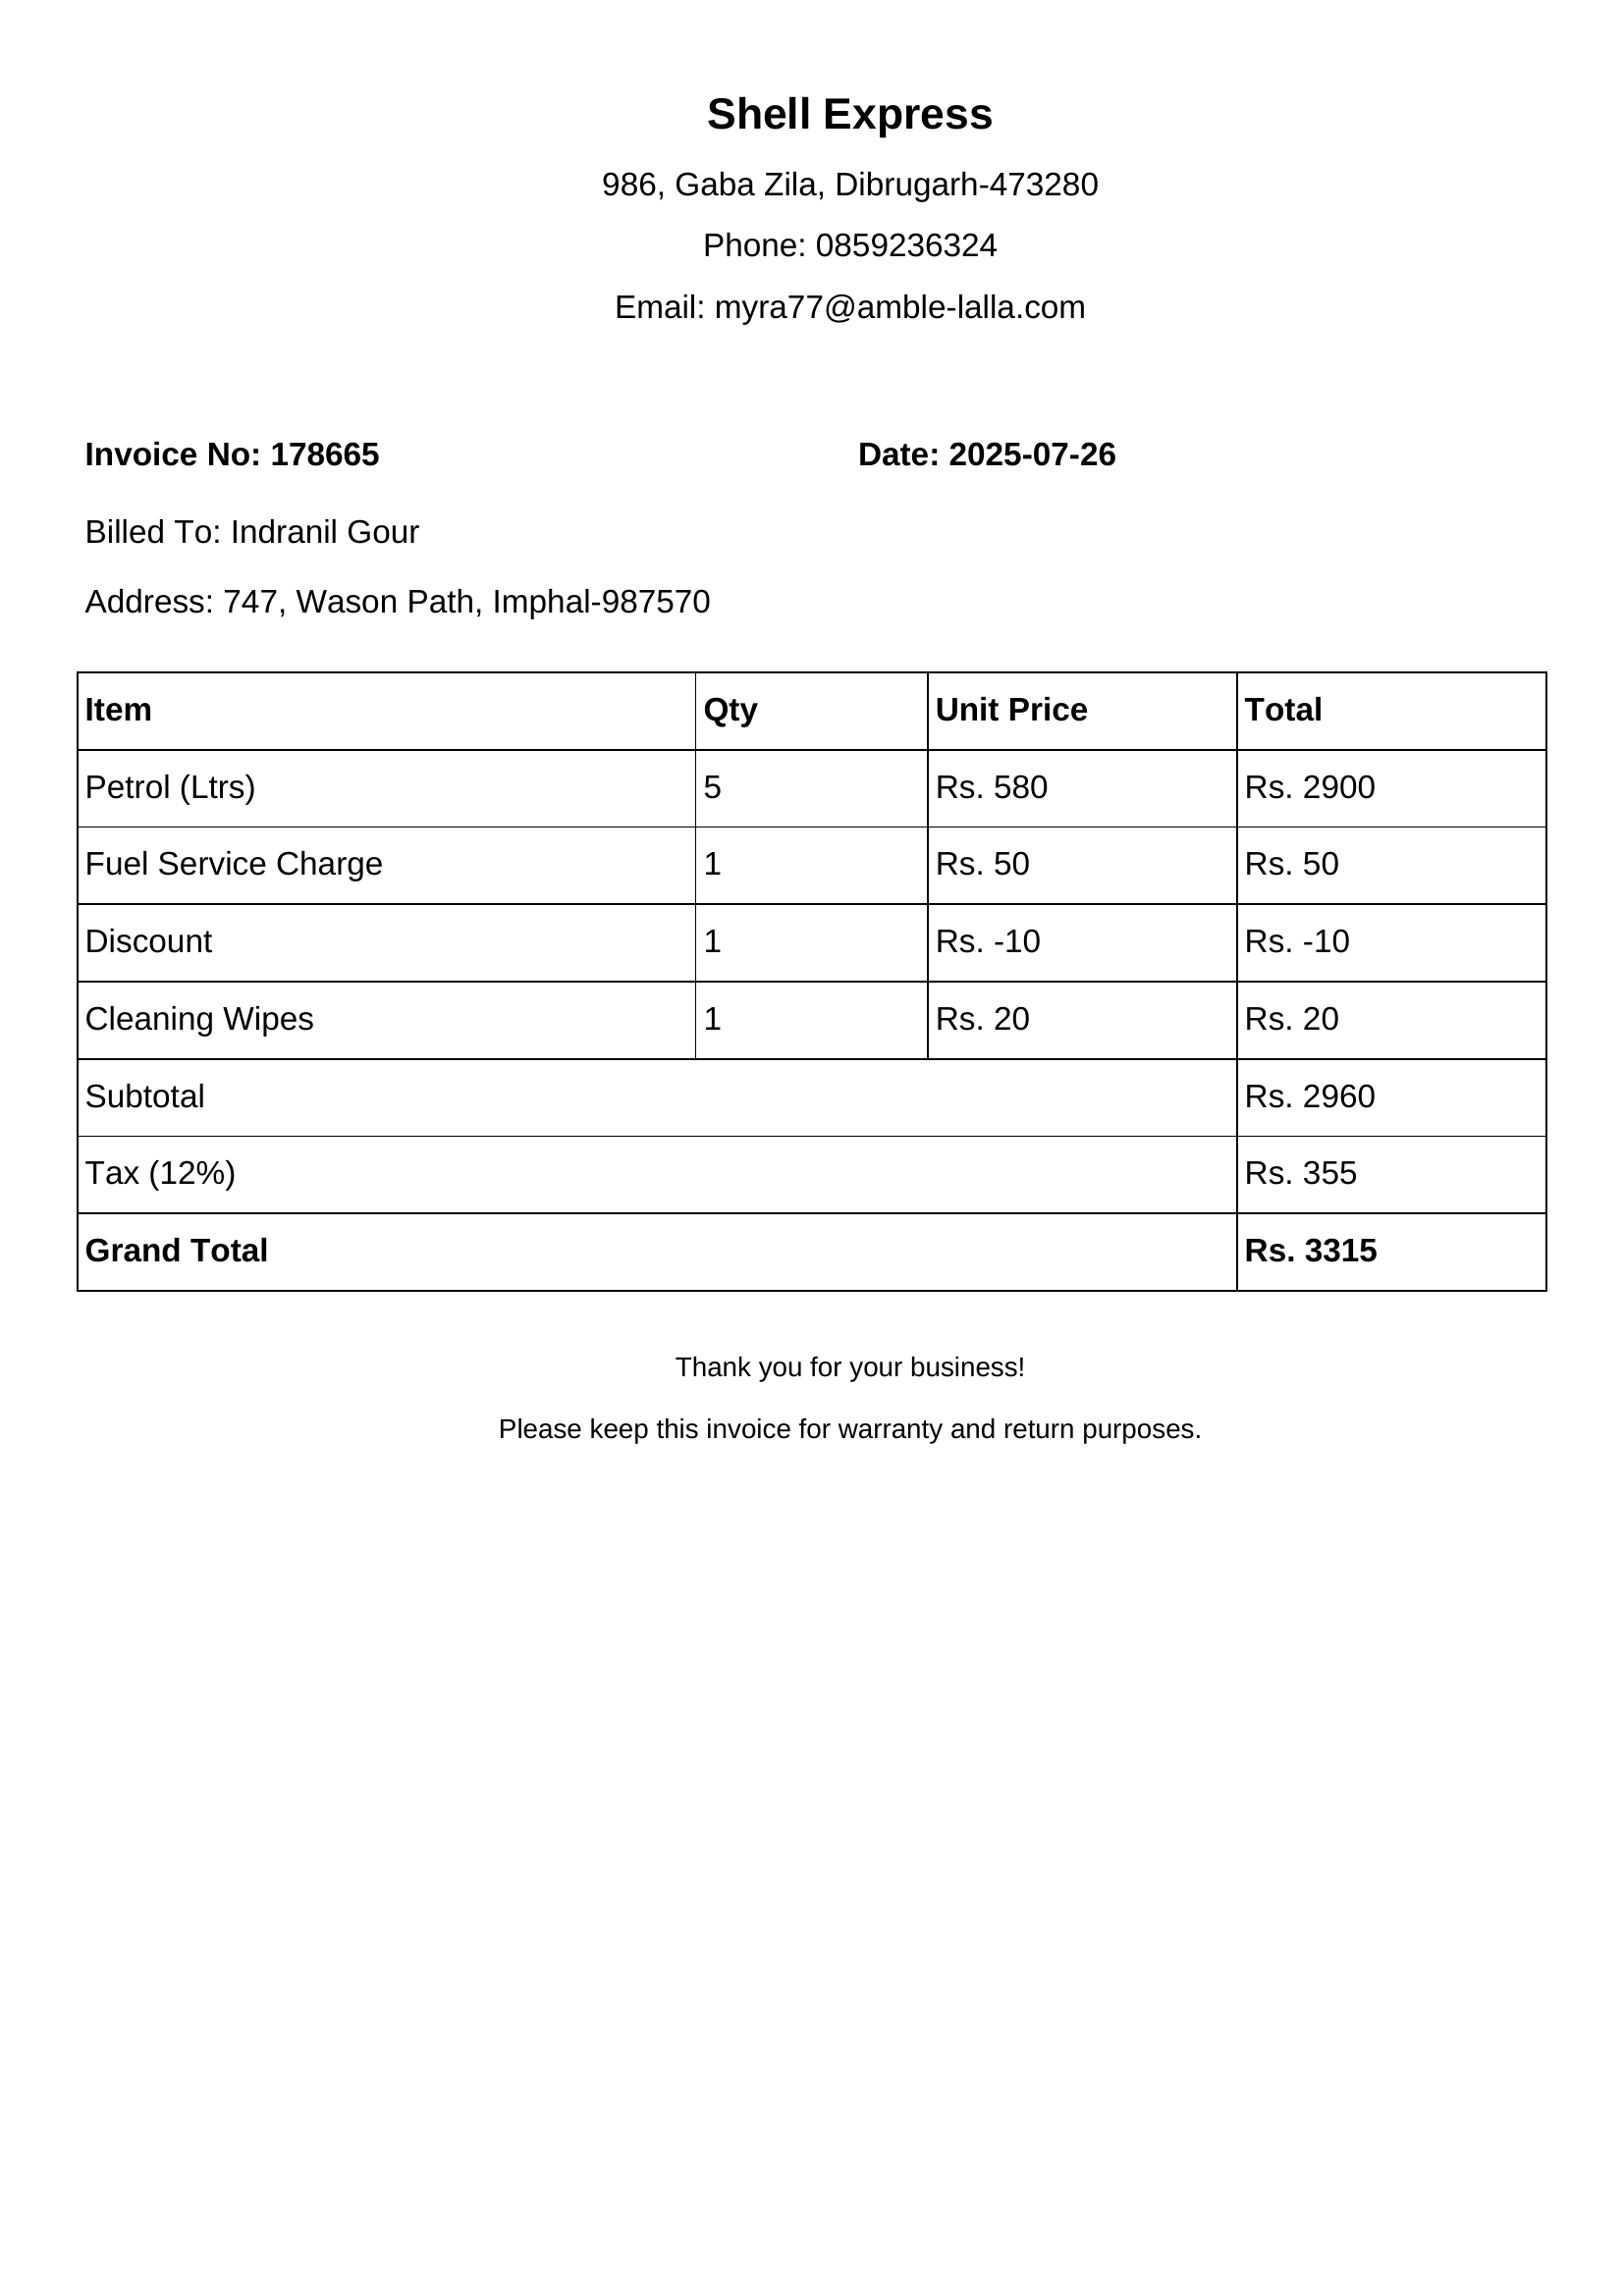 Shell Express
986, Gaba Zila, Dibrugarh-473280
Phone: 0859236324
Email: myra77@amble-lalla.com
Invoice No: 178665 Date: 2025-07-26
Billed To: Indranil Gour
Address: 747, Wason Path, Imphal-987570
Item Qty Unit Price Total
Petrol (Ltrs) 5 Rs. 580 Rs. 2900
Fuel Service Charge 1 Rs. 50 Rs. 50
Discount 1 Rs. -10 Rs. -10
Cleaning Wipes 1 Rs. 20 Rs. 20
Subtotal Rs. 2960
Tax (12%) Rs. 355
Grand Total Rs. 3315
Thank you for your business!
Please keep this invoice for warranty and return purposes.